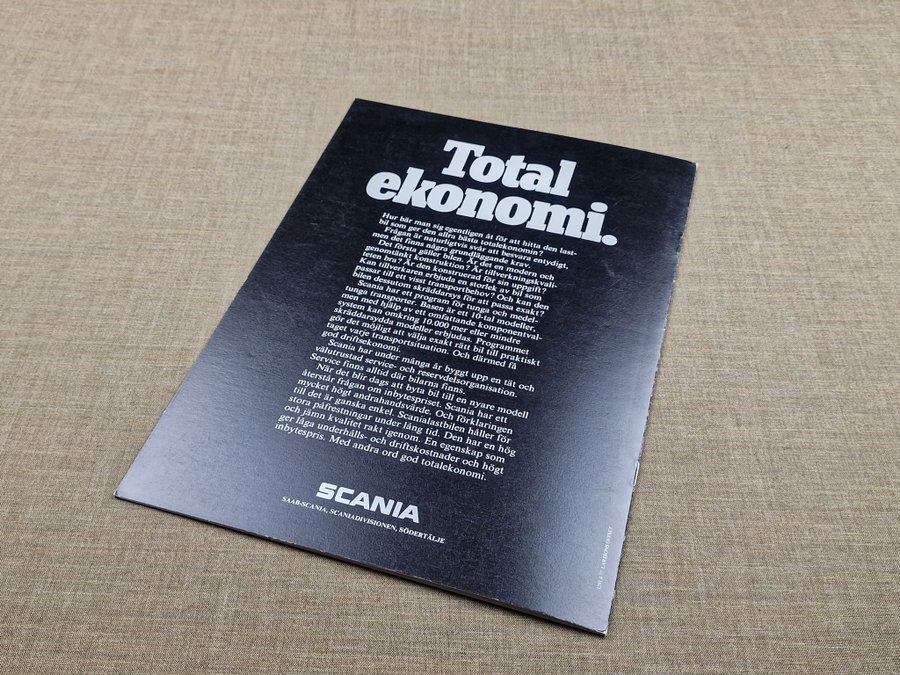 Total
ekonomi.
Hur bär man sig egentligen åt för att hitta den last-
bil som ger den allra bästa totalekonomin?
Frågan är naturligtvis svår att besvara entydigt,
men det finns några grundläggande krav.
Det första gäller bilen. Är det en modern och
genomtänkt konstruktion? Är tillverkningskvali-
teten bra? Är den konstruerad för sin uppgift?
Kan tillverkaren erbjuda en storlek av bil som
passar till ett visst transportbehov? Och kan den
bilen dessutom skräddarsys för att passa exakt?
Scania har ett program för tunga och medel-
tunga transporter. Basen är ett 10-tal modeller,
men med hjälp av ett omfattande komponentval-
system kan omkring 10.000 mer eller mindre
skräddarsydda modeller erbjudas. Programmet
gör det möjligt att välja exakt rätt bil till praktiskt
taget varje transportsituation. Och därmed få
god driftsekonomi.
Scania har under många år byggt upp en tät och
välutrustad service- och reservdelsorganisation.
Service finns alltid där bilarna finns.
När det blir dags att byta bil till en nyare modell
återstår frågan om inbytespriset. Scania har ett
mycket högt andrahandsvärde. Och förklaringen
till det är ganska enkel. Scanialastbilen håller för
stora påfrestningar under lång tid. Den har en hög
och jämn kvalitet rakt igenom. En egenskap som
ger låga underhålls- och driftskostnader och högt
inbytespris. Med andra ord god totalekonomi.
SCANIA
SAAB-SCANIA, SCANIADIVISIONEN, SÖDERTÄLJE